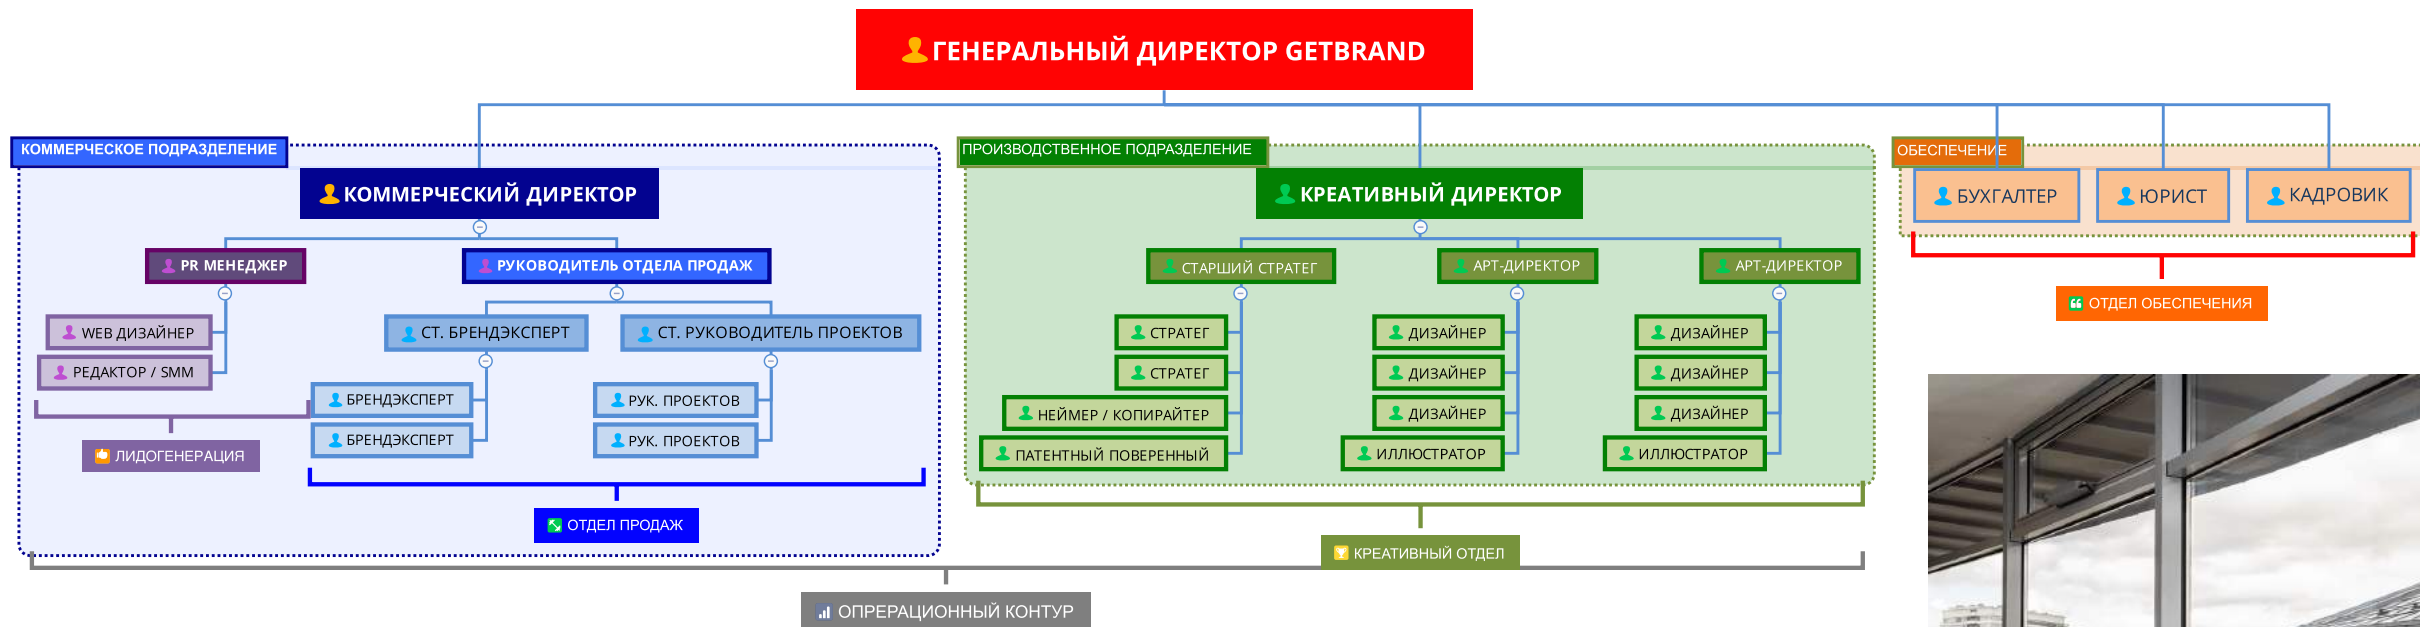 ГЕНЕРАЛЬНЫЙ ДИРЕКТОР GETBRAND
КОММЕРЧЕСКОЕ ПОДРАЗДЕЛЕНИЕ
КОММЕРЧЕСКИЙ ДИРЕКТОР
PR МЕНЕДЖЕР
РУКОВОДИТЕЛЬ ОТДЕЛА ПРОДАЖ
WEB ДИЗАЙНЕР
РЕДАКТОР / SMM
ЛИДОГЕНЕРАЦИЯ
СТ. БРЕНДЭКСПЕРТ
СТ. РУКОВОДИТЕЛЬ ПРОЕКТОВ
БРЕНДЭКСПЕРТ
БРЕНДЭКСПЕРТ
РУК. ПРОЕКТОВ
РУК. ПРОЕКТОВ
ОТДЕЛ ПРОДАЖ
ПРОИЗВОДСТВЕННОЕ ПОДРАЗДЕЛЕНИЕ
КРЕАТИВНЫЙ ДИРЕКТОР
СТАРШИЙ СТРАТЕГ
АРТ-ДИРЕКТОР
АРТ-ДИРЕКТОР
СТРАТЕГ
СТРАТЕГ
НЕЙМЕР / КОПИРАЙТЕР
ПАТЕНТНЫЙ ПОВЕРЕННЫЙ
ДИЗАЙНЕР
ДИЗАЙНЕР
ДИЗАЙНЕР
ИЛЛЮСТРАТОР
ДИЗАЙНЕР
ДИЗАЙНЕР
ДИЗАЙНЕР
ИЛЛЮСТРАТОР
КРЕАТИВНЫЙ ОТДЕЛ
ОБЕСПЕЧЕНИЕ
БУХГАЛТЕР
ЮРИСТ
КАДРОВИК
ОТДЕЛ ОБЕСПЕЧЕНИЯ
ОПРЕРАЦИОННЫЙ КОНТУР